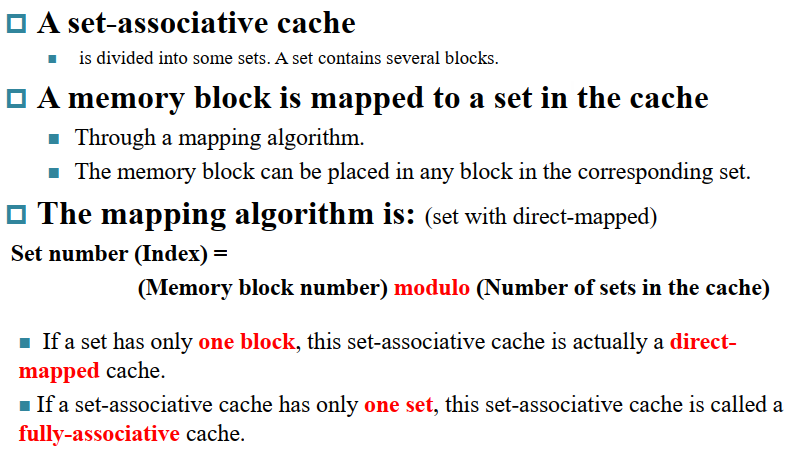 A set-associative cache
is divided into some sets. A set contains several blocks.
A memory block is mapped to a set in the cache
Through a mapping algorithm.
The memory block can be placed in any block in the corresponding set.
The mapping algorithm is: (set with direct-mapped)
Set number (Index) =
(Memory block number) modulo (Number of sets in the cache)
If a set has only one block, this set-associative cache is actually a direct-
mapped cache.
If a set-associative cache has only one set, this set-associative cache is called a
fully-associative cache.